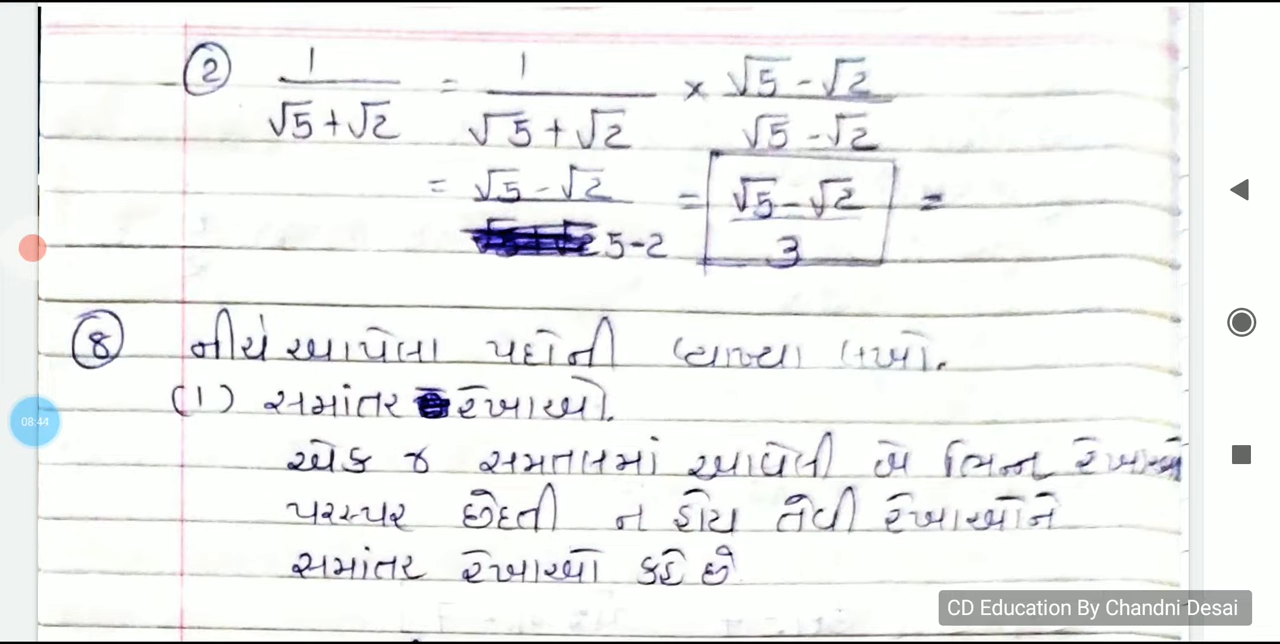 ② 1/(√5+√2) = 1/(√5+√2) × (√5-√2)/(√5-√2)
= (√5-√2)/(5-2) = (√5-√2)/3 =
⑧ નીચે આપેલા પદોની વ્યાખ્યા લખો.
(1) સમાંતર રેખાઓ.
એક જ સમતલમાં આવેલી બે ભિન્ન રેખાઓ
પરસ્પર છેદતી ન હોય તેવી રેખાઓને
સમાંતર રેખાઓ કહે છે
08:44
CD Education By Chandni Desai